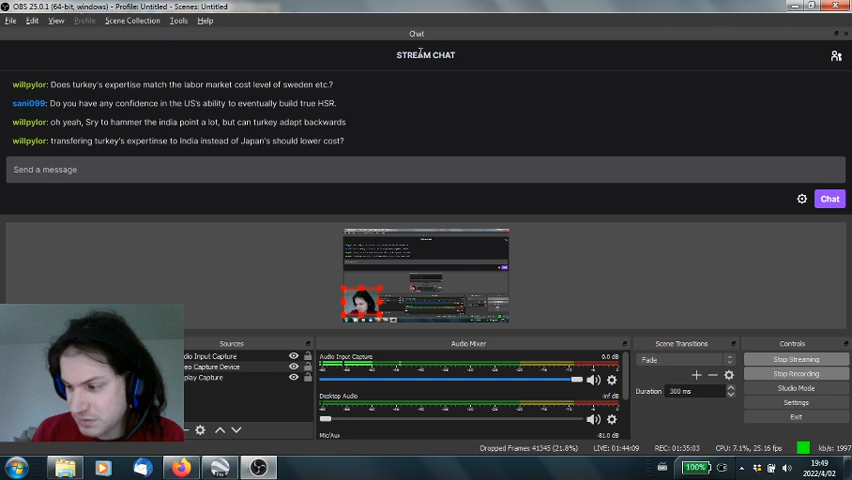 OBS 25.0.1 (64-bit, windows) - Profile: Untitled - Scenes: Untitled
File Edit View Profile Scene Collection Tools Help
Chat
STREAM CHAT
willpylor: Does turkey's expertise match the labor market cost level of sweden etc.?
sani099: Do you have any confidence in the US's ability to eventually build true HSR.
willpylor: oh yeah, Sry to hammer the india point a lot, but can turkey adapt backwards
willpylor: transfering turkey's expertinse to India instead of Japan's should lower cost?
Send a message
Chat
Sources Audio Mixer Scene Transitions Controls
dio Input Capture
eo Capture Device
play Capture
Audio Input Capture 0.0 dB
Desktop Audio -inf dB
Mic/Aux -81.0 dB
Fade
Duration 300 ms
Stop Streaming
Stop Recording
Studio Mode
Settings
Exit
Dropped Frames 41345 (21.8%) LIVE: 01:44:09 REC: 01:35:03 CPU: 7.1%, 25.16 fps kb/s: 1997
100%
19:49
2022/4/02